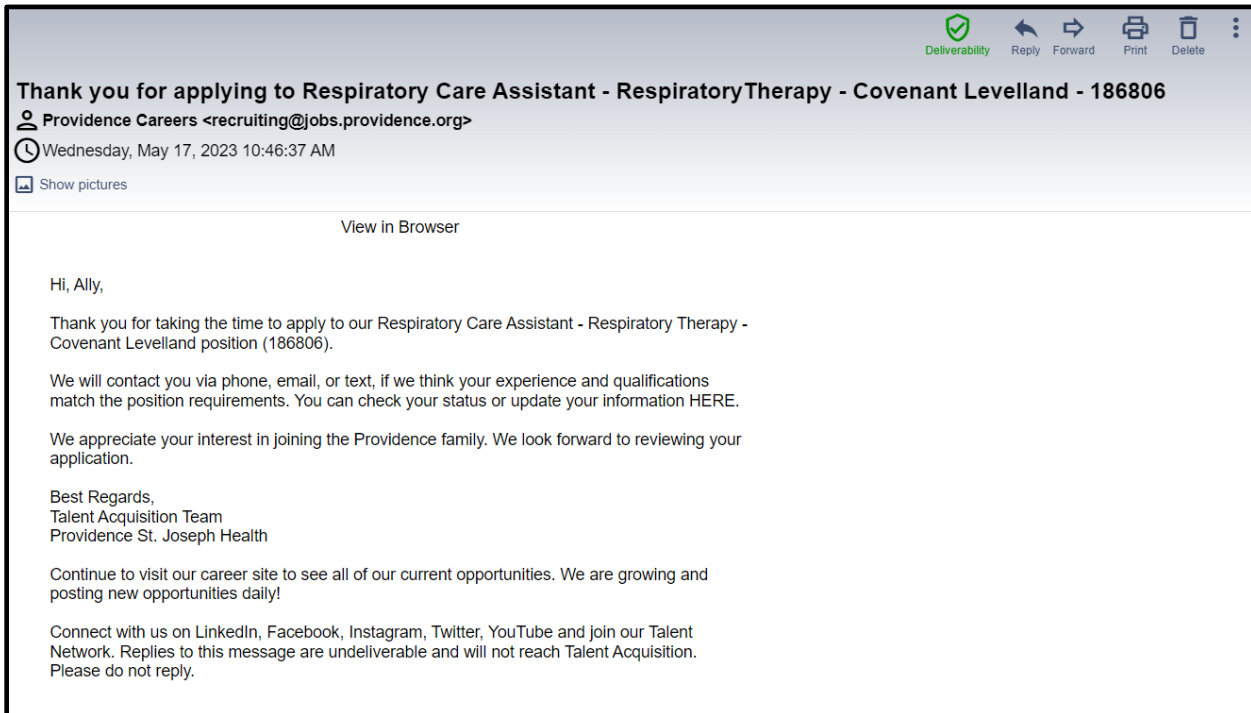 Deliverability Reply Forward Print Delete
Thank you for applying to Respiratory Care Assistant - Respiratory Therapy - Covenant Levelland - 186806
Providence Careers <recruiting@jobs.providence.org>
Wednesday, May 17, 2023 10:46:37 AM
Show pictures
View in Browser
Hi, Ally,
Thank you for taking the time to apply to our Respiratory Care Assistant - Respiratory Therapy -
Covenant Levelland position (186806).
We will contact you via phone, email, or text, if we think your experience and qualifications
match the position requirements. You can check your status or update your information HERE.
We appreciate your interest in joining the Providence family. We look forward to reviewing your
application.
Best Regards,
Talent Acquisition Team
Providence St. Joseph Health
Continue to visit our career site to see all of our current opportunities. We are growing and
posting new opportunities daily!
Connect with us on LinkedIn, Facebook, Instagram, Twitter, YouTube and join our Talent
Network. Replies to this message are undeliverable and will not reach Talent Acquisition.
Please do not reply.